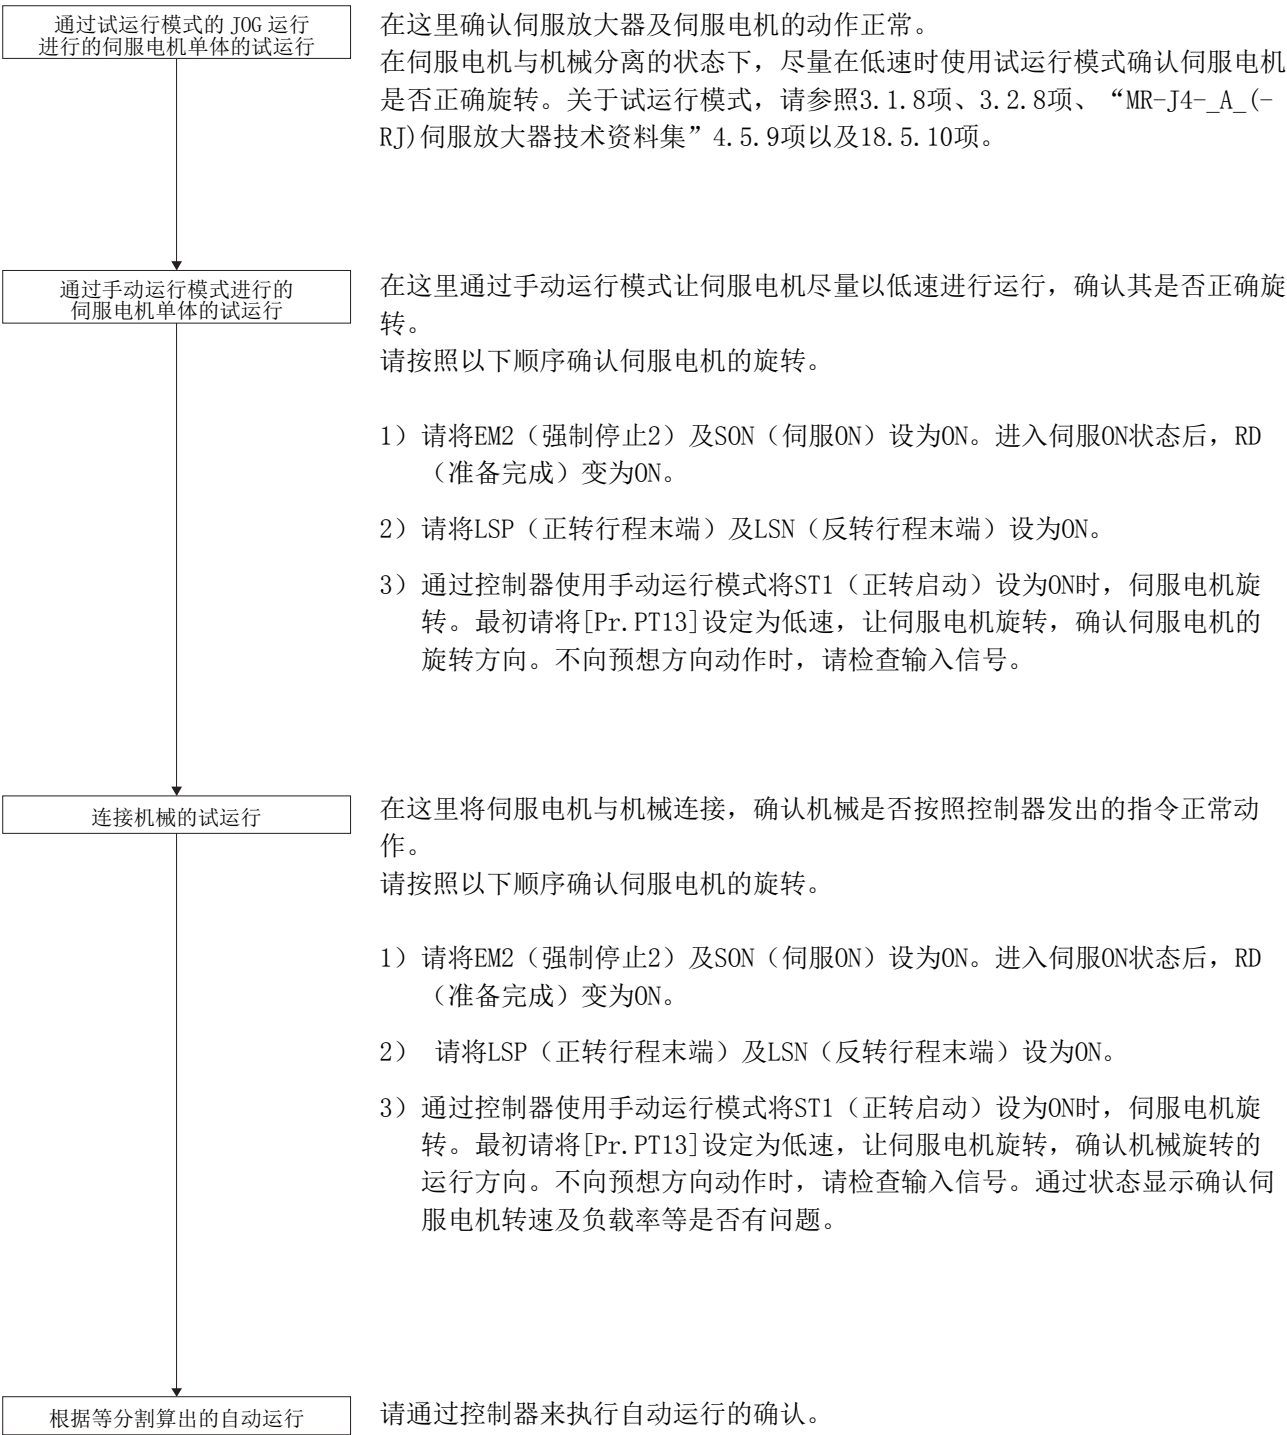 通过试运行模式的 JOG 运行
进行的伺服电机单体的试运行
在这里确认伺服放大器及伺服电机的动作正常。
在伺服电机与机械分离的状态下，尽量在低速时使用试运行模式确认伺服电机
是否正确旋转。关于试运行模式，请参照3.1.8项、3.2.8项、“MR-J4-_A_(-
RJ)伺服放大器技术资料集”4.5.9项以及18.5.10项。
通过手动运行模式进行的
伺服电机单体的试运行
在这里通过手动运行模式让伺服电机尽量以低速进行运行，确认其是否正确旋
转。
请按照以下顺序确认伺服电机的旋转。
1）请将EM2（强制停止2）及SON（伺服ON）设为ON。进入伺服ON状态后，RD
（准备完成）变为ON。
2）请将LSP（正转行程末端）及LSN（反转行程末端）设为ON。
3）通过控制器使用手动运行模式将ST1（正转启动）设为ON时，伺服电机旋
转。最初请将[Pr.PT13]设定为低速，让伺服电机旋转，确认伺服电机的
旋转方向。不向预想方向动作时，请检查输入信号。
连接机械的试运行
在这里将伺服电机与机械连接，确认机械是否按照控制器发出的指令正常动
作。
请按照以下顺序确认伺服电机的旋转。
1）请将EM2（强制停止2）及SON（伺服ON）设为ON。进入伺服ON状态后，RD
（准备完成）变为ON。
2） 请将LSP（正转行程末端）及LSN（反转行程末端）设为ON。
3）通过控制器使用手动运行模式将ST1（正转启动）设为ON时，伺服电机旋
转。最初请将[Pr.PT13]设定为低速，让伺服电机旋转，确认机械旋转的
运行方向。不向预想方向动作时，请检查输入信号。通过状态显示确认伺
服电机转速及负载率等是否有问题。
根据等分割算出的自动运行
请通过控制器来执行自动运行的确认。